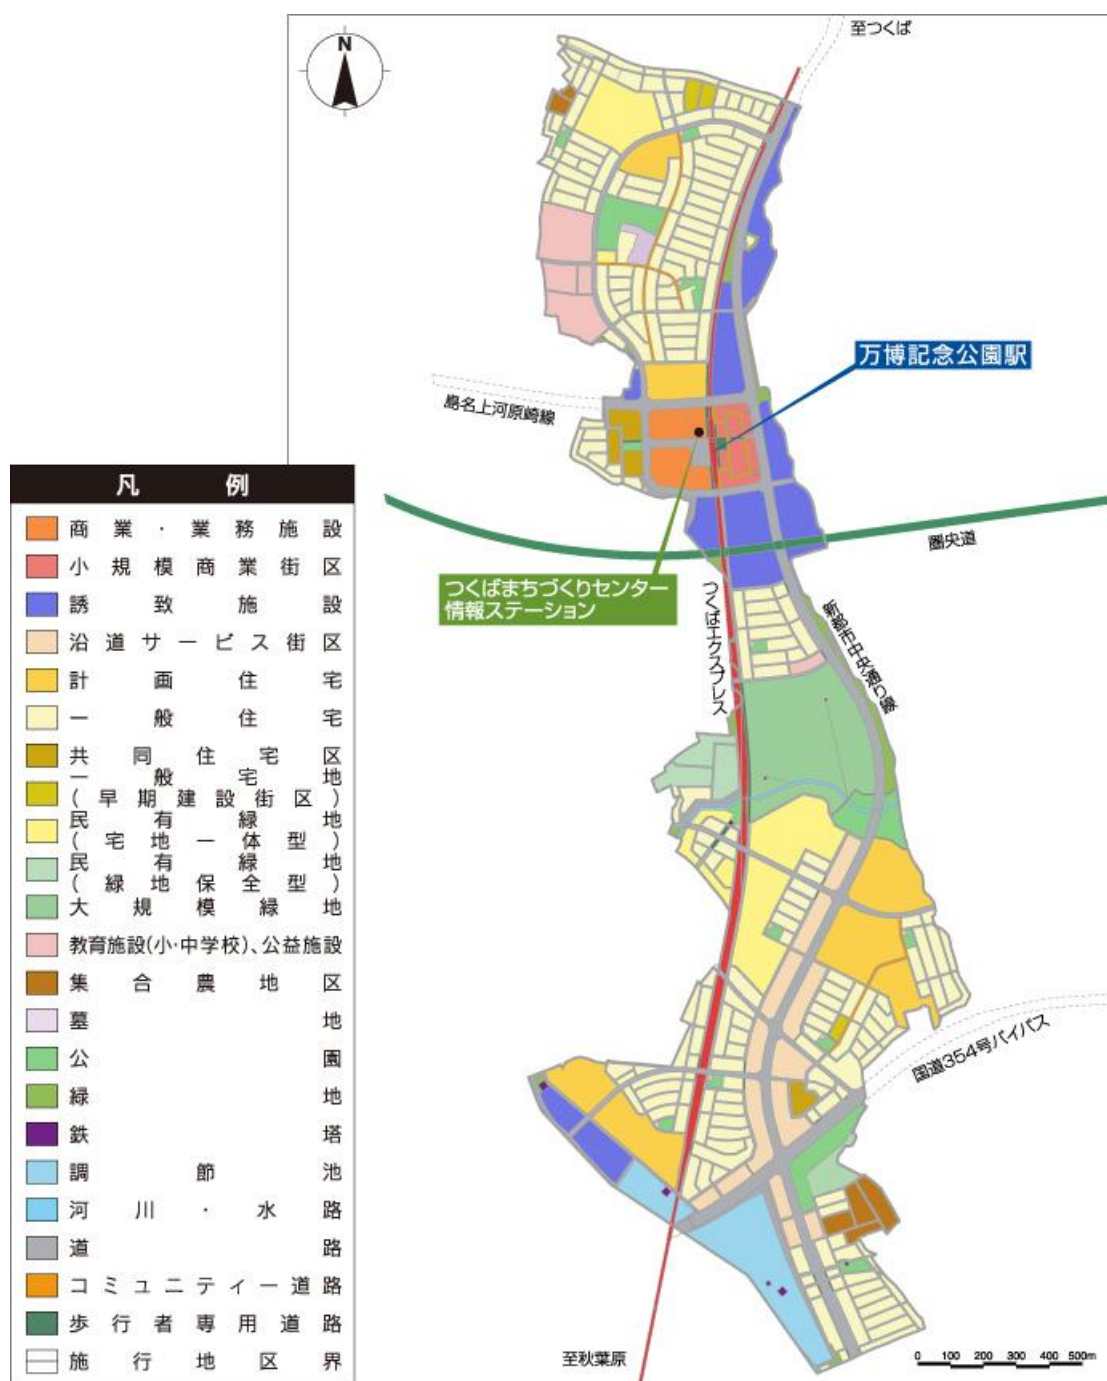 N
至つくば
万博記念公園駅
島名上河原崎線
圏央道
つくばまちづくりセンター
情報ステーション
つくばエクスプレス
新都市中央通り線
国道354号バイパス
至秋葉原
0 100 200 300 400 500m
凡例
商業・業務施設
小規模商業街区
誘致施設
沿道サービス街区
計画住宅
一般住宅
共同住宅区
一般宅地
(早期建設街区)
民有緑地
(宅地一体型)
民有緑地
(緑地保全型)
大規模緑地
教育施設(小・中学校)、公益施設
集合農地区
墓地
公園
緑地
鉄塔
調節池
河川・水路
道路
コミュニティー道路
歩行者専用道路
施行地区界